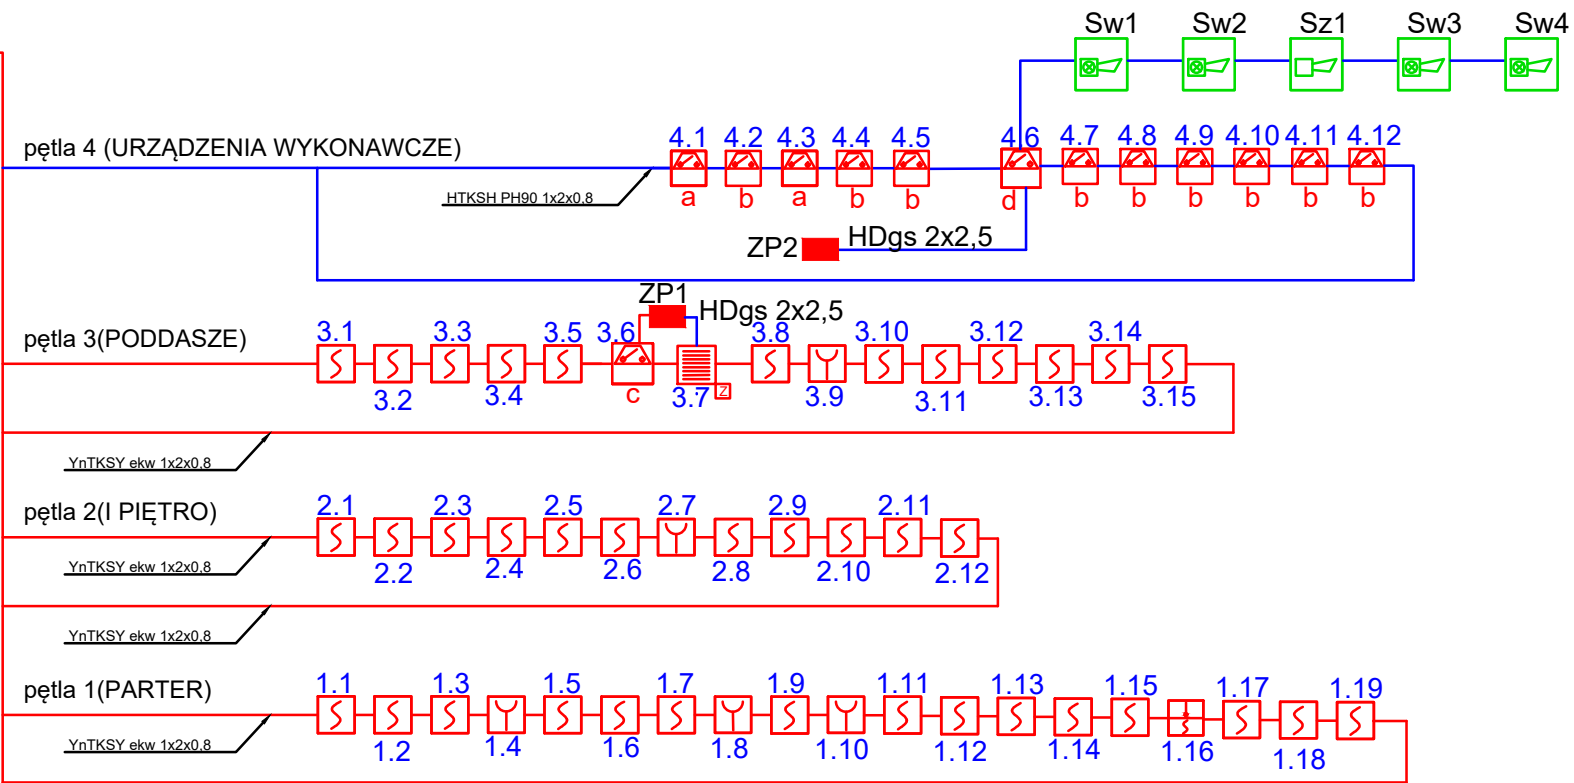 Sw1 Sw2 Sz1 Sw3 Sw4
pętla 4 (URZĄDZENIA WYKONAWCZE)
4.1 4.2 4.3 4.4 4.5 4.6 4.7 4.8 4.9 4.10 4.11 4.12
HTKSH PH90 1x2x0,8
a b a b b d b b b b b b
ZP2 HDgs 2x2,5
ZP1 HDgs 2x2,5
pętla 3(PODDASZE)
3.1 3.3 3.5 3.6 3.8 3.10 3.12 3.14
3.2 3.4 c 3.7 z 3.9 3.11 3.13 3.15
YnTKSY ekw 1x2x0,8
pętla 2(I PIĘTRO)
2.1 2.3 2.5 2.7 2.9 2.11
YnTKSY ekw 1x2x0,8
2.2 2.4 2.6 2.8 2.10 2.12
YnTKSY ekw 1x2x0,8
pętla 1(PARTER)
1.1 1.3 1.5 1.7 1.9 1.11 1.13 1.15 1.17 1.19
YnTKSY ekw 1x2x0,8
1.2 1.4 1.6 1.8 1.10 1.12 1.14 1.16 1.18